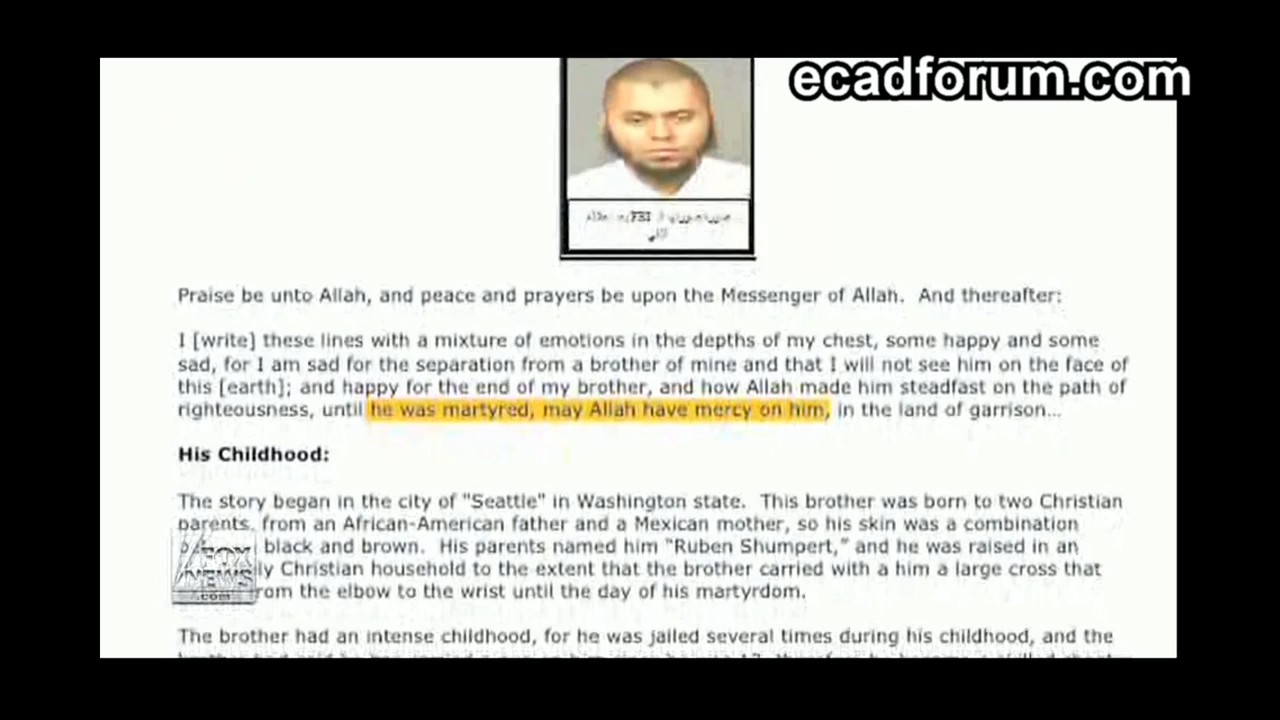 ecadforum.com
FBI
Praise be unto Allah, and peace and prayers be upon the Messenger of Allah. And thereafter:
I [write] these lines with a mixture of emotions in the depths of my chest, some happy and some
sad, for I am sad for the separation from a brother of mine and that I will not see him on the face of
this [earth]; and happy for the end of my brother, and how Allah made him steadfast on the path of
righteousness, until he was martyred, may Allah have mercy on him, in the land of garrison...
His Childhood:
The story began in the city of "Seattle" in Washington state. This brother was born to two Christian
parents, from an African-American father and a Mexican mother, so his skin was a combination
black and brown. His parents named him "Ruben Shumpert," and he was raised in an
ly Christian household to the extent that the brother carried with a him a large cross that
rom the elbow to the wrist until the day of his martyrdom.
FOX
NEWS
.com
The brother had an intense childhood, for he was jailed several times during his childhood, and the